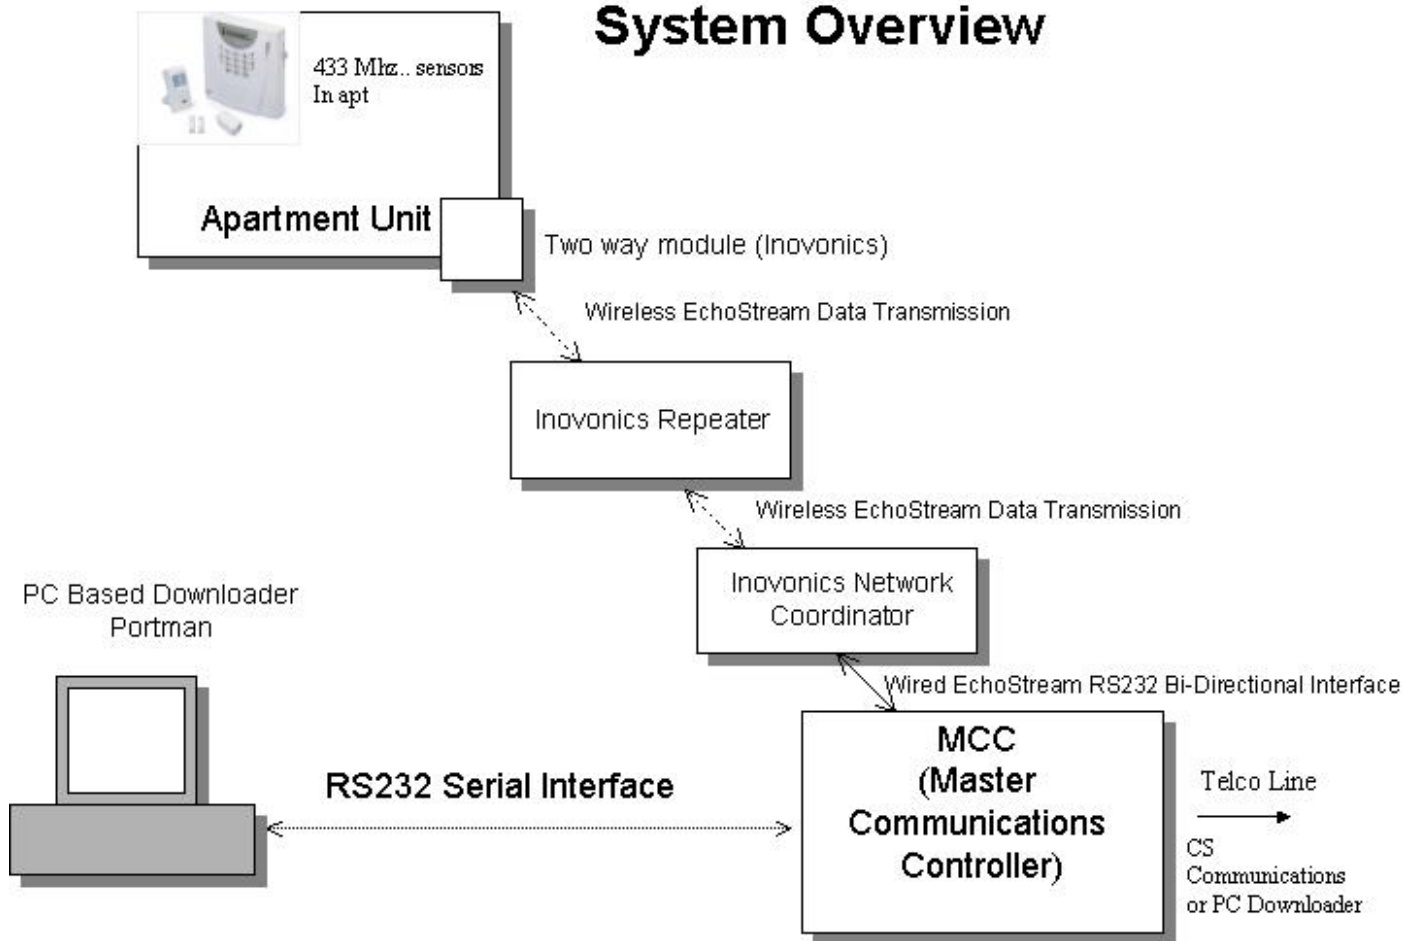 System Overview
433 Mhz.. sensors
In apt
Apartment Unit
Two way module (Inovonics)
Wireless EchoStream Data Transmission
Inovonics Repeater
Wireless EchoStream Data Transmission
Inovonics Network
Coordinator
PC Based Downloader
Portman
Wired EchoStream RS232 Bi-Directional Interface
MCC
(Master
Communications
Controller)
RS232 Serial Interface
Telco Line
CS
Communications
or PC Downloader